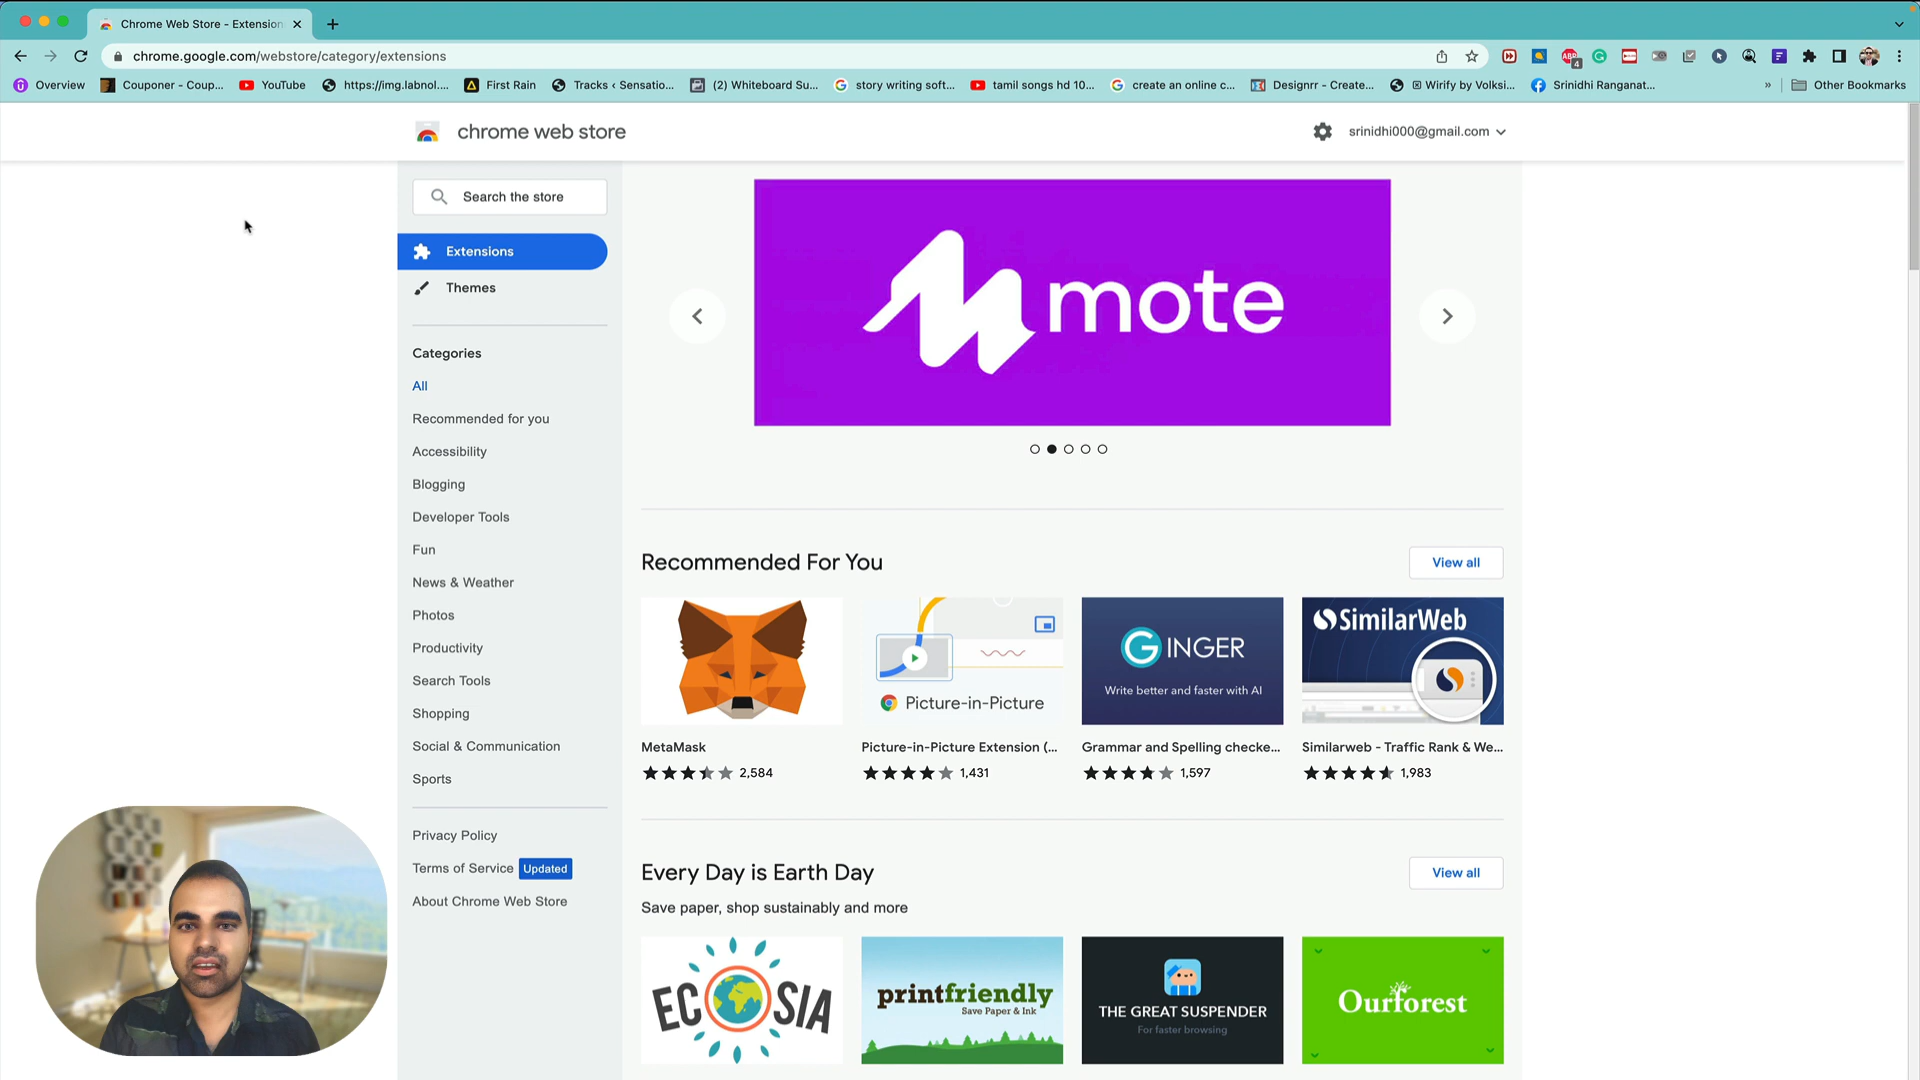 Chrome Web Store - Extension
chrome.google.com/webstore/category/extensions
4
Overview
Couponer - Coup...
YouTube
https://img.labnol....
First Rain
Tracks ‹ Sensatio...
(2) Whiteboard Su...
story writing soft...
tamil songs hd 10...
create an online c...
Designrr - Create...
Wirify by Volksi...
Srinidhi Ranganat...
»
Other Bookmarks
chrome web store
srinidhi000@gmail.com
Search the store
Extensions
Themes
Categories
All
Recommended for you
Accessibility
Blogging
Developer Tools
Fun
News & Weather
Photos
Productivity
Search Tools
Shopping
Social & Communication
Sports
Privacy Policy
Terms of Service Updated
About Chrome Web Store
mote
Recommended For You
View all
Picture-in-Picture
GINGER
Write better and faster with AI
SimilarWeb
MetaMask
2,584
Picture-in-Picture Extension (...
1,431
Grammar and Spelling checke...
1,597
Similarweb - Traffic Rank & We...
1,983
Every Day is Earth Day
View all
Save paper, shop sustainably and more
ECOSIA
printfriendly
Save Paper & Ink
THE GREAT SUSPENDER
For faster browsing
Ourforest